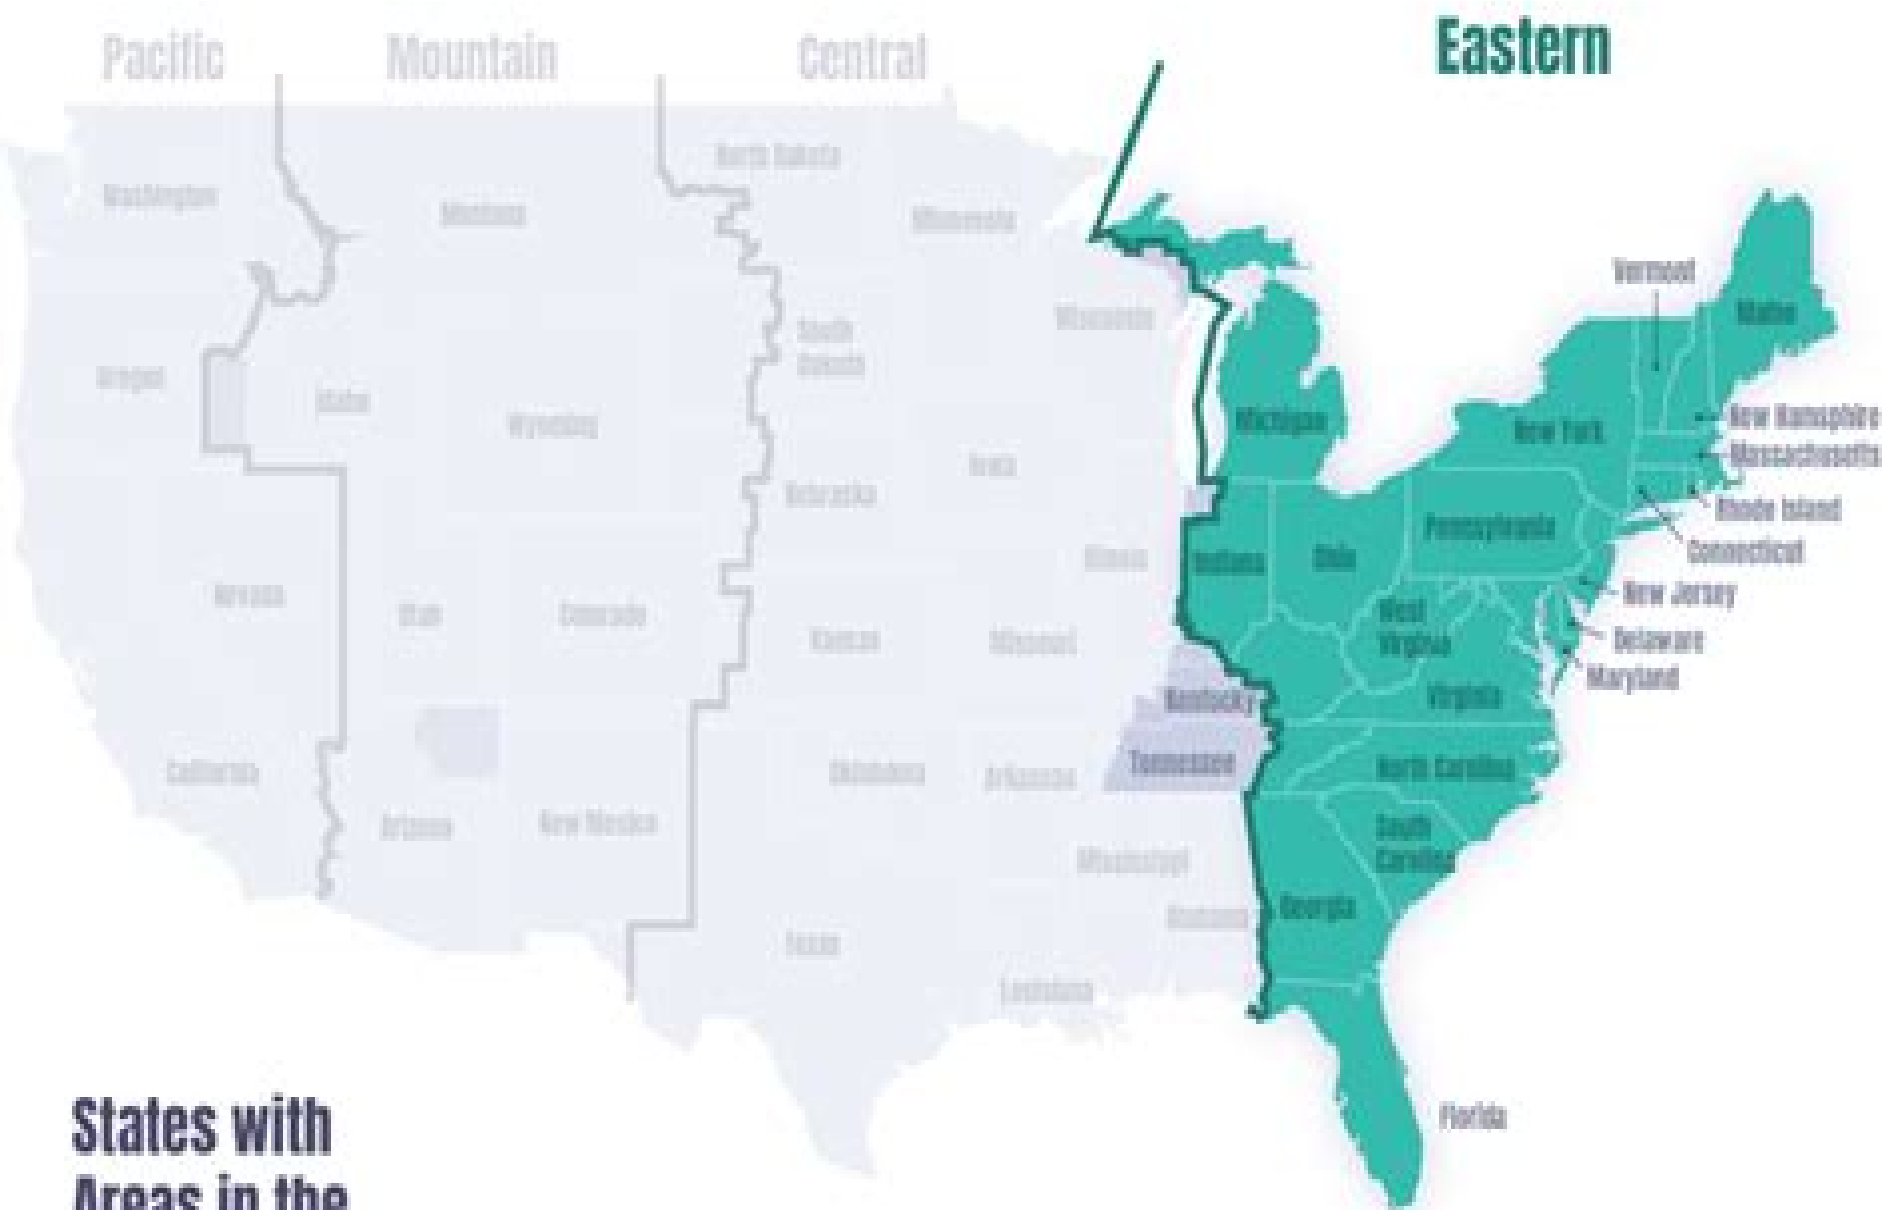 Pacific
Mountain
Central
Eastern
North Dakota
Washington
Montana
Minnesota
Vermont
Maine
Wisconsin
South
Dakota
Oregon
Idaho
Wyoming
Michigan
New York
New Hamsphire
Massachusetts
Iowa
Nebraska
Rhode Island
Pennsylvania
Connecticut
Illinois
Indiana
Ohio
Nevada
New Jersey
Utah
Colorado
West
Virginia
Kansas
Missouri
Delaware
Maryland
Kentucky
Virginia
California
Oklahoma
Arkansas
Tennessee
North Carolina
Arizona
New Mexico
South
Carolina
Mississippi
Georgia
Texas
Louisiana
Florida
States with
Areas in the